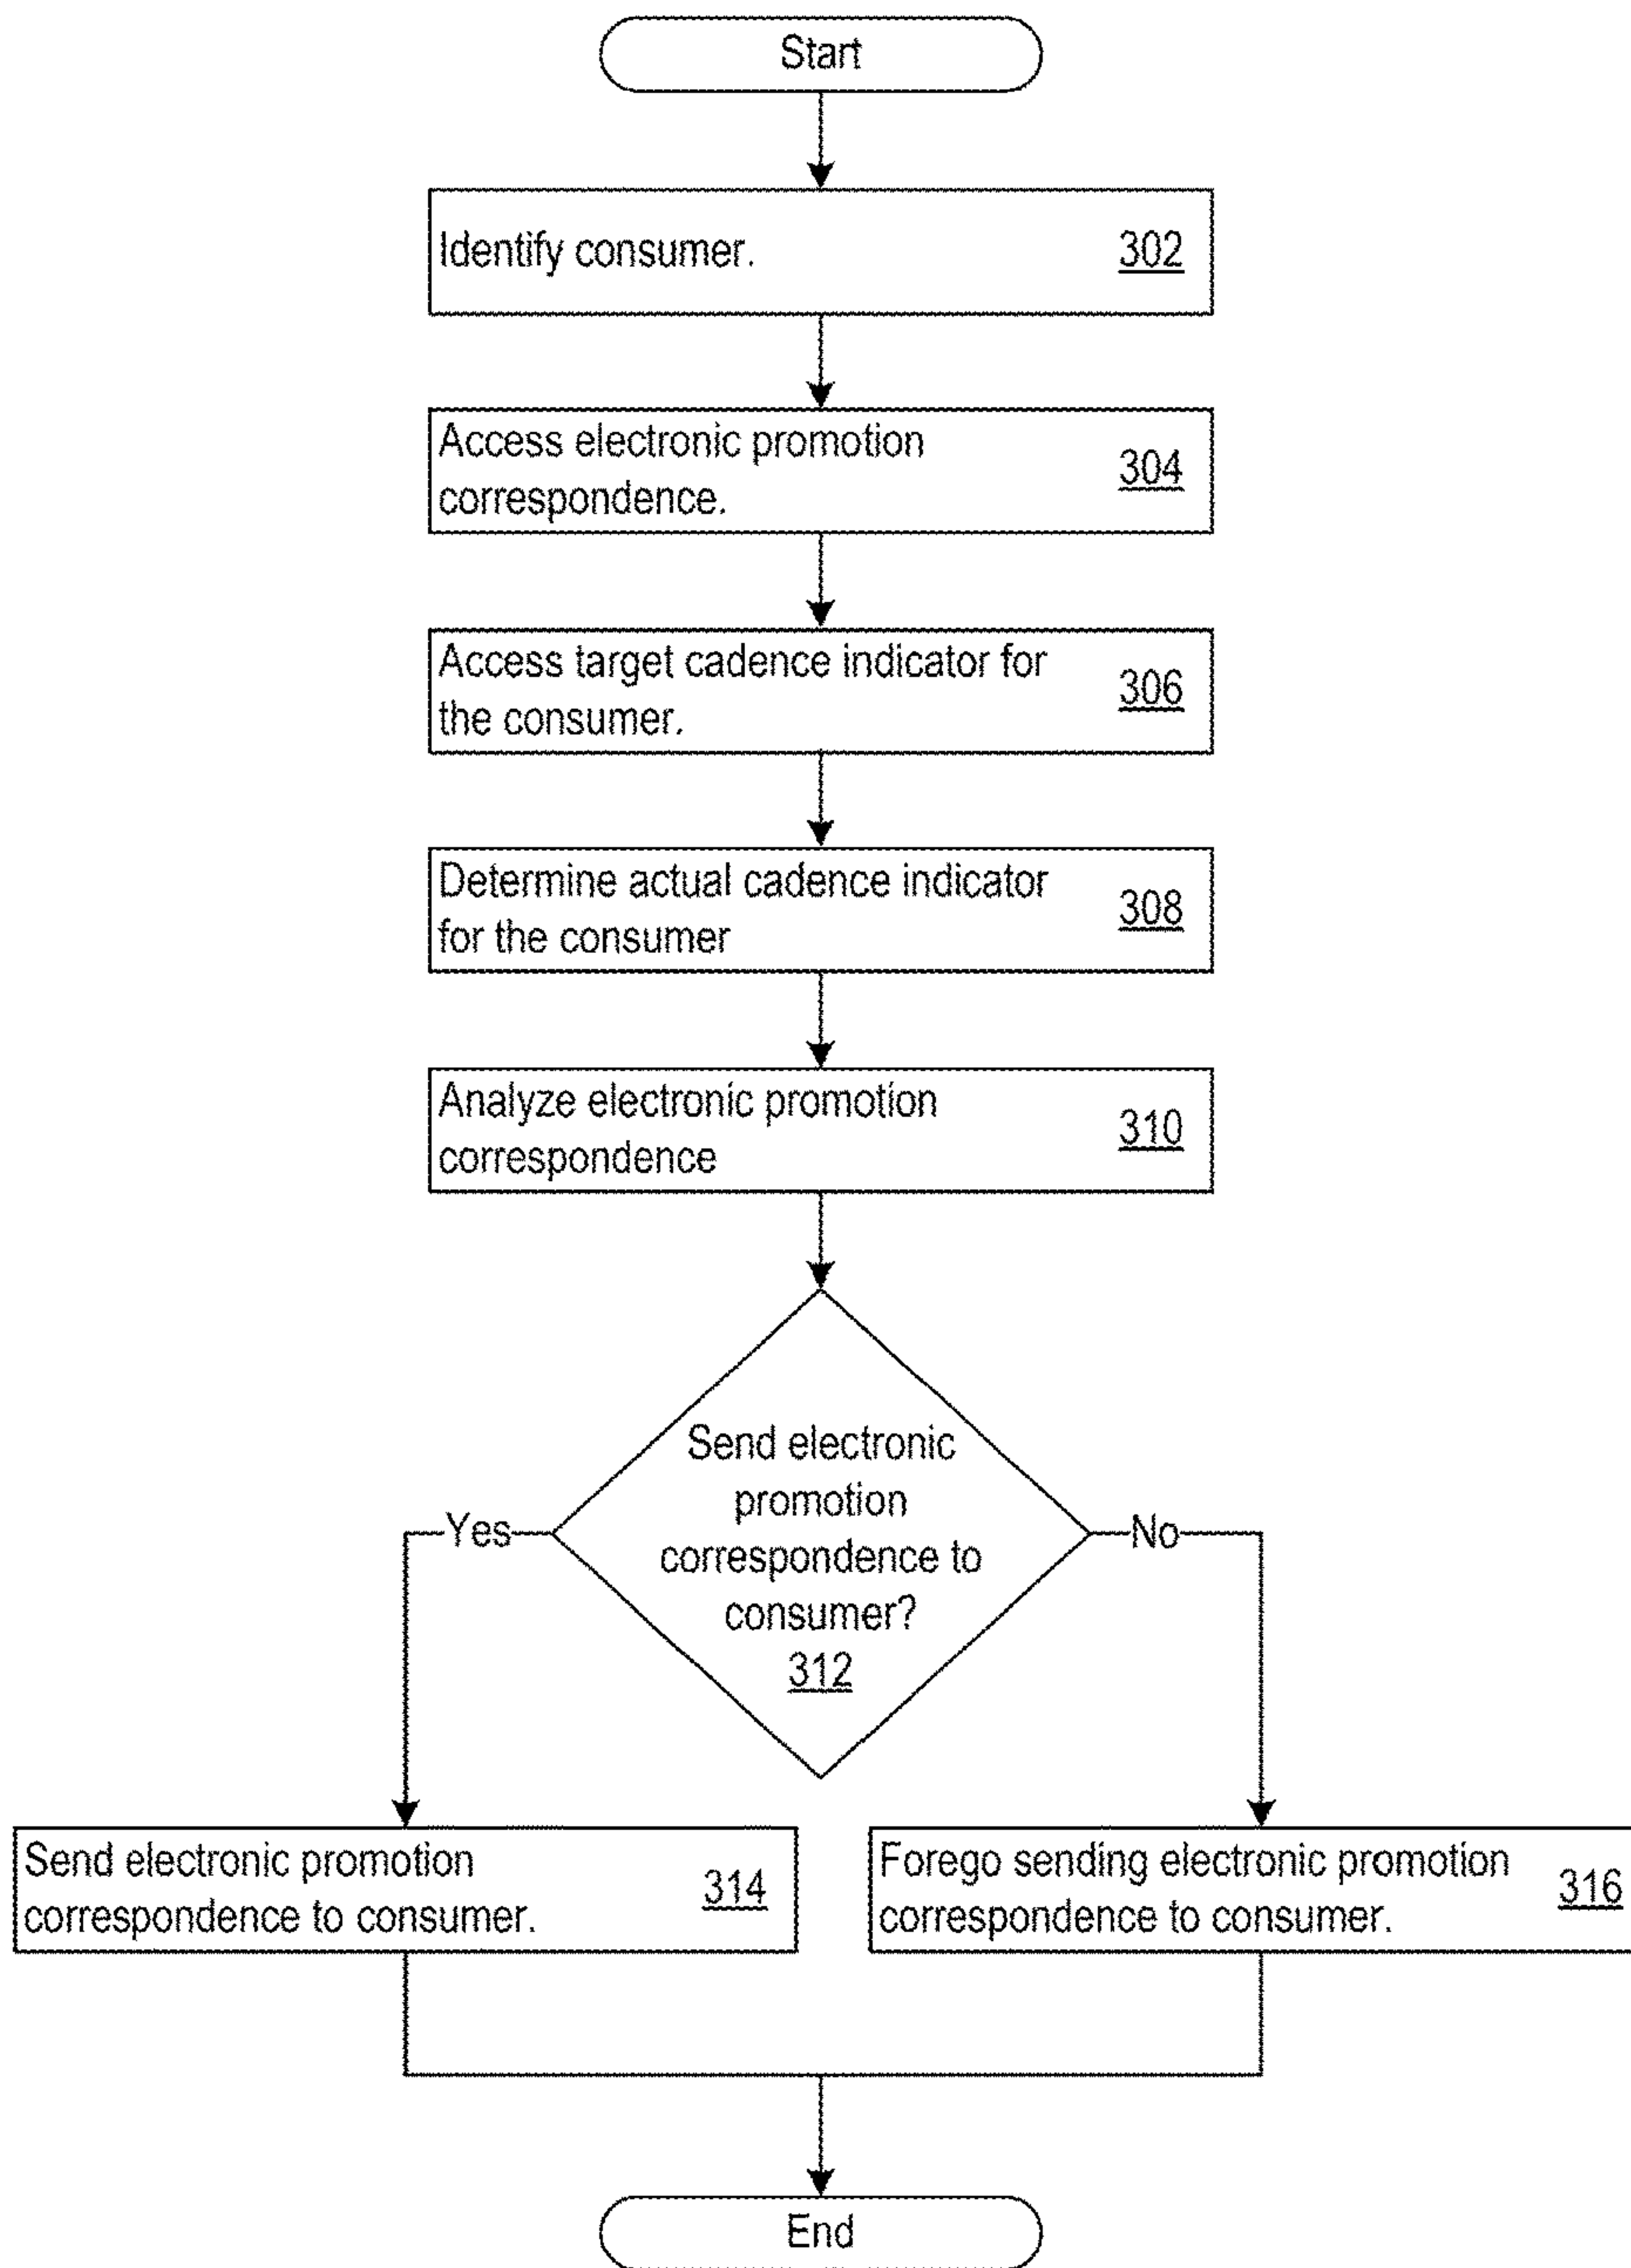 Start
Identify consumer.
302
Access electronic promotion
correspondence.
304
Access target cadence indicator for
the consumer.
306
Determine actual cadence indicator
for the consumer
308
Analyze electronic promotion
correspondence
310
Send electronic
promotion
correspondence to
consumer?
312
Yes
No
Send electronic promotion
correspondence to consumer.
314
Forego sending electronic promotion
correspondence to consumer.
316
End